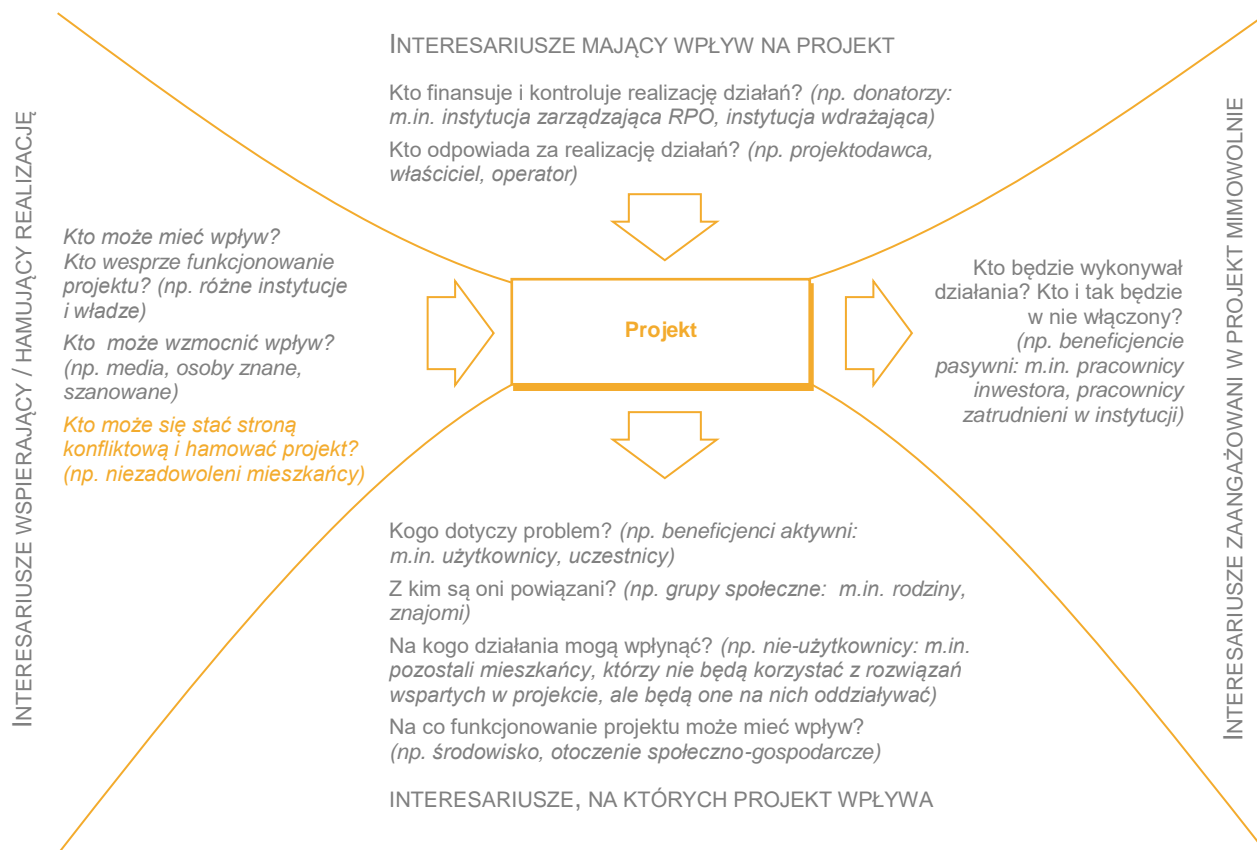 INTERESARIUSZE MAJĄCY WPŁYW NA PROJEKT
Kto finansuje i kontroluje realizację działań? (np. donatorzy:
m.in. instytucja zarządzająca RPO, instytucja wdrażająca)
Kto odpowiada za realizację działań? (np. projektodawca,
właściciel, operator)
INTERESARIUSZE WSPIERAJĄCY / HAMUJĄCY REALIZACJĘ
Kto może mieć wpływ?
Kto wesprze funkcjonowanie
projektu? (np. różne instytucje
i władze)
Kto może wzmocnić wpływ?
(np. media, osoby znane,
szanowane)
Kto może się stać stroną
konfliktową i hamować projekt?
(np. niezadowoleni mieszkańcy)
Projekt
Kto będzie wykonywał
działania? Kto i tak będzie
w nie włączony?
(np. beneficjencie
pasywni: m.in. pracownicy
inwestora, pracownicy
zatrudnieni w instytucji)
INTERESARIUSZE ZAANGAŻOWANI W PROJEKT MIMOWOLNIE
Kogo dotyczy problem? (np. beneficjenci aktywni:
m.in. użytkownicy, uczestnicy)
Z kim są oni powiązani? (np. grupy społeczne: m.in. rodziny,
znajomi)
Na kogo działania mogą wpłynąć? (np. nie-użytkownicy: m.in.
pozostali mieszkańcy, którzy nie będą korzystać z rozwiązań
wspartych w projekcie, ale będą one na nich oddziaływać)
Na co funkcjonowanie projektu może mieć wpływ?
(np. środowisko, otoczenie społeczno-gospodarcze)
INTERESARIUSZE, NA KTÓRYCH PROJEKT WPŁYWA